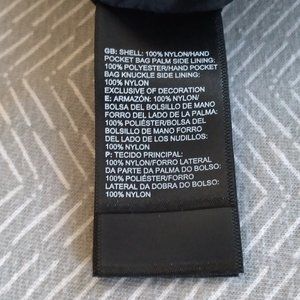 GB: SHELL: 100% NYLON/HAND
POCKET BAG PALM SIDE LINING:
100% POLYESTER/HAND POCKET
BAG KNUCKLE SIDE LINING:
100% NYLON
EXCLUSIVE OF DECORATION
E: ARMAZÓN: 100% NYLON/
BOLSA DEL BOLSILLO DE MANO
FORRO DEL LADO DE LA PALMA:
100% POLIÉSTER/BOLSA DEL
BOLSILLO DE MANO FORRO
DEL LADO DE LOS NUDILLOS:
100% NYLON
P: TECIDO PRINCIPAL:
100% NYLON/FORRO LATERAL
DA PARTE DA PALMA DO BOLSO:
100% POLIÉSTER/FORRO
LATERAL DA DOBRA DO BOLSO:
100% NYLON